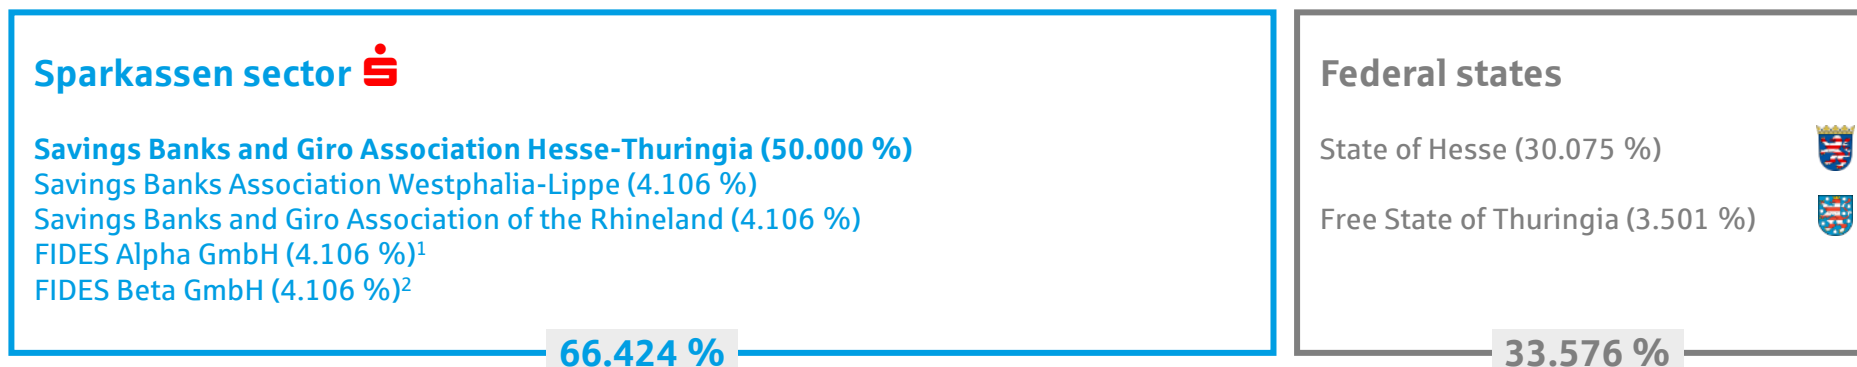 Sparkassen sector
Savings Banks and Giro Association Hesse-Thuringia (50.000 %)
Savings Banks Association Westphalia-Lippe (4.106 %)
Savings Banks and Giro Association of the Rhineland (4.106 %)
FIDES Alpha GmbH (4.106 %)¹
FIDES Beta GmbH (4.106 %)²
66.424 %
Federal states
State of Hesse (30.075 %)
Free State of Thuringia (3.501 %)
33.576 %